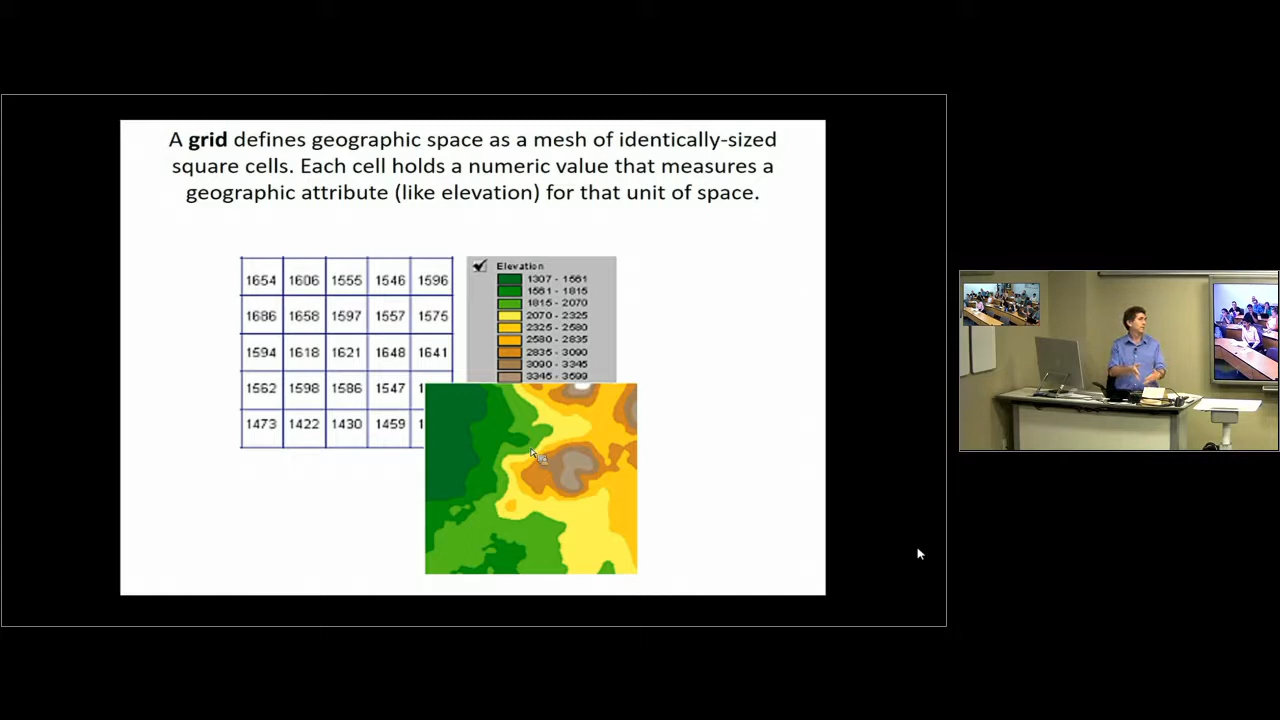 A grid defines geographic space as a mesh of identically-sized
square cells. Each cell holds a numeric value that measures a
geographic attribute (like elevation) for that unit of space.
1654 1606 1555 1546 1596
1686 1658 1597 1557 1575
1594 1618 1621 1648 1641
1562 1598 1586 1547 1
1473 1422 1430 1459 1
Elevation
1307 - 1561
1561 - 1815
1815 - 2070
2070 - 2325
2325 - 2580
2580 - 2835
2835 - 3090
3090 - 3345
3345 - 3599